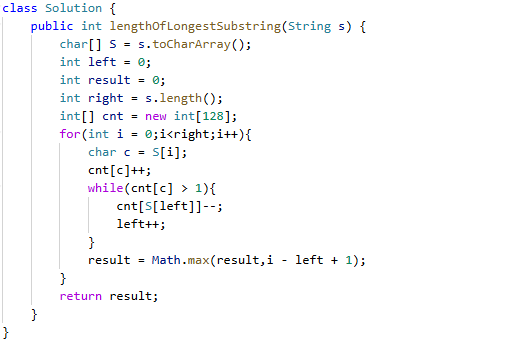 class Solution {
    public int lengthOfLongestSubstring(String s) {
        char[] S = s.toCharArray();
        int left = 0;
        int result = 0;
        int right = s.length();
        int[] cnt = new int[128];
        for(int i = 0;i<right;i++){
            char c = S[i];
            cnt[c]++;
            while(cnt[c] > 1){
                cnt[S[left]]--;
                left++;
            }
            result = Math.max(result,i - left + 1);
        }
        return result;
    }
}